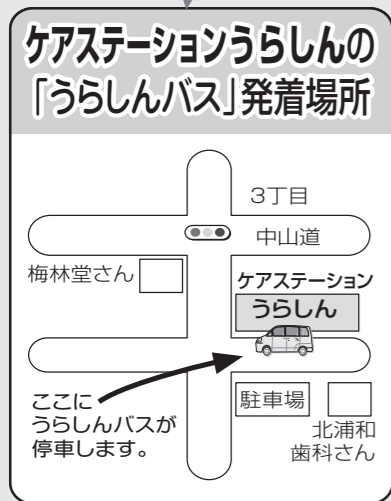 ケアステーションうらしんの
「うらしんバス」発着場所
3丁目
中山道
梅林堂さん
ケアステーション
うらしん
ここに
うらしんバスが
停車します。
駐車場
北浦和
歯科さん